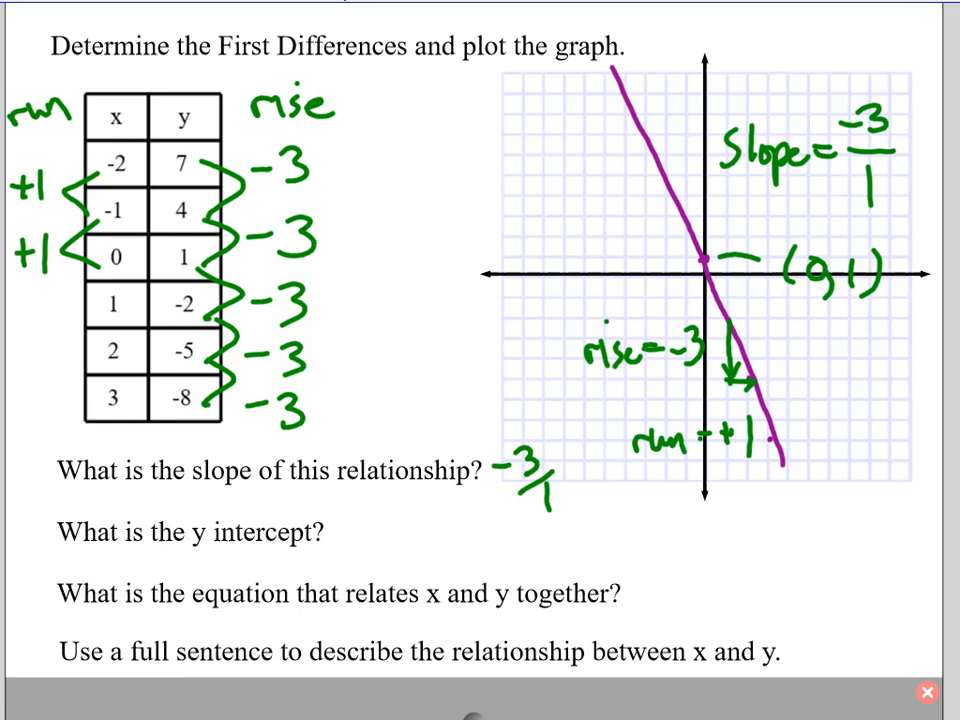 Determine the First Differences and plot the graph.
run rise
x y
-2 7
-1 4
0 1
1 -2
2 -5
3 -8
+1
+1
-3
-3
-3
-3
-3
Slope = -3/1
(0,1)
rise = -3
run = +1
What is the slope of this relationship? -3/1
What is the y intercept?
What is the equation that relates x and y together?
Use a full sentence to describe the relationship between x and y.